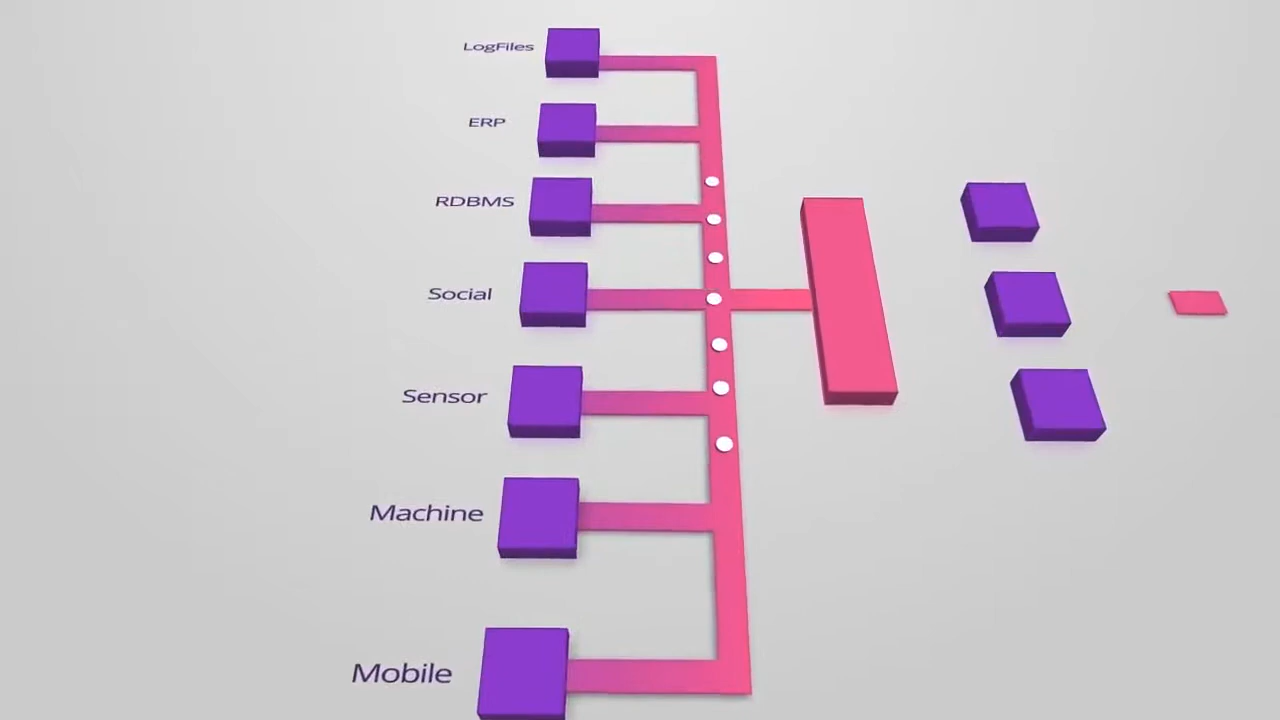 LogFiles
ERP
RDBMS
Social
Sensor
Machine
Mobile